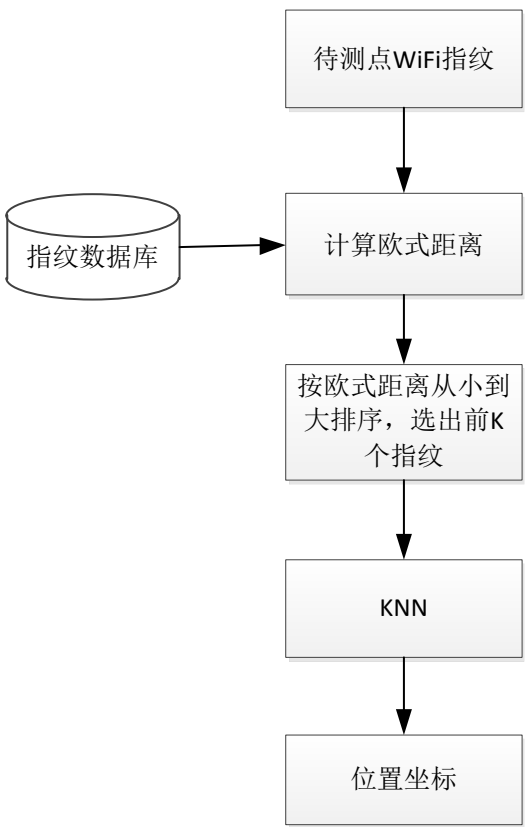 待测点WiFi指纹
指纹数据库
计算欧式距离
按欧式距离从小到
大排序，选出前K
个指纹
KNN
位置坐标